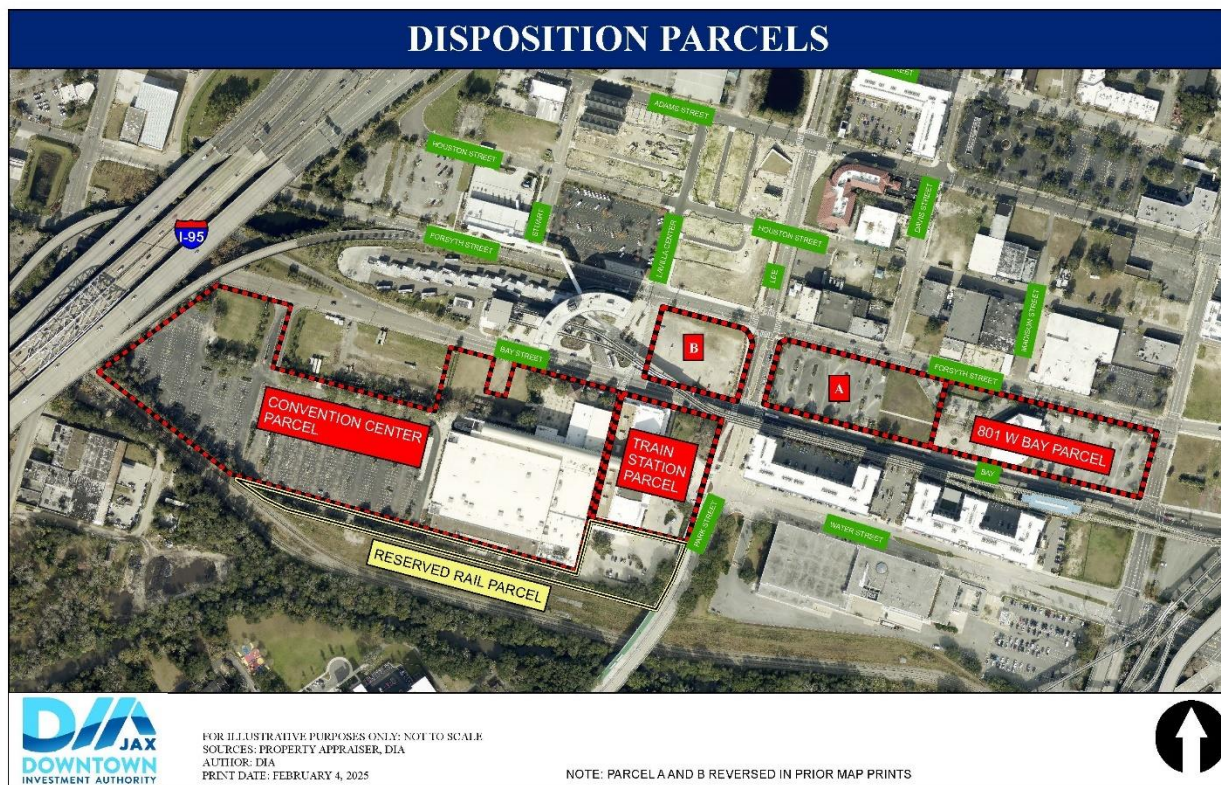 DISPOSITION PARCELS
STREET
ADAMS STREET
HOUSTON STREET
STUART
DAVIS STREET
I-95
FORSYTH STREET
LAVILLA CENTER
HOUSTON STREET
LEE
MADISON STREET
B
BAY STREET
FORSYTH STREET
A
CONVENTION CENTER
PARCEL
TRAIN
STATION
PARCEL
801 W BAY PARCEL
BAY
PARK STREET
WATER STREET
RESERVED RAIL PARCEL
DIA
JAX
DOWNTOWN
INVESTMENT AUTHORITY
FOR ILLUSTRATIVE PURPOSES ONLY: NOT TO SCALE
SOURCES: PROPERTY APPRAISER, DIA
AUTHOR: DIA
PRINT DATE: FEBRUARY 4, 2025
NOTE: PARCEL A AND B REVERSED IN PRIOR MAP PRINTS